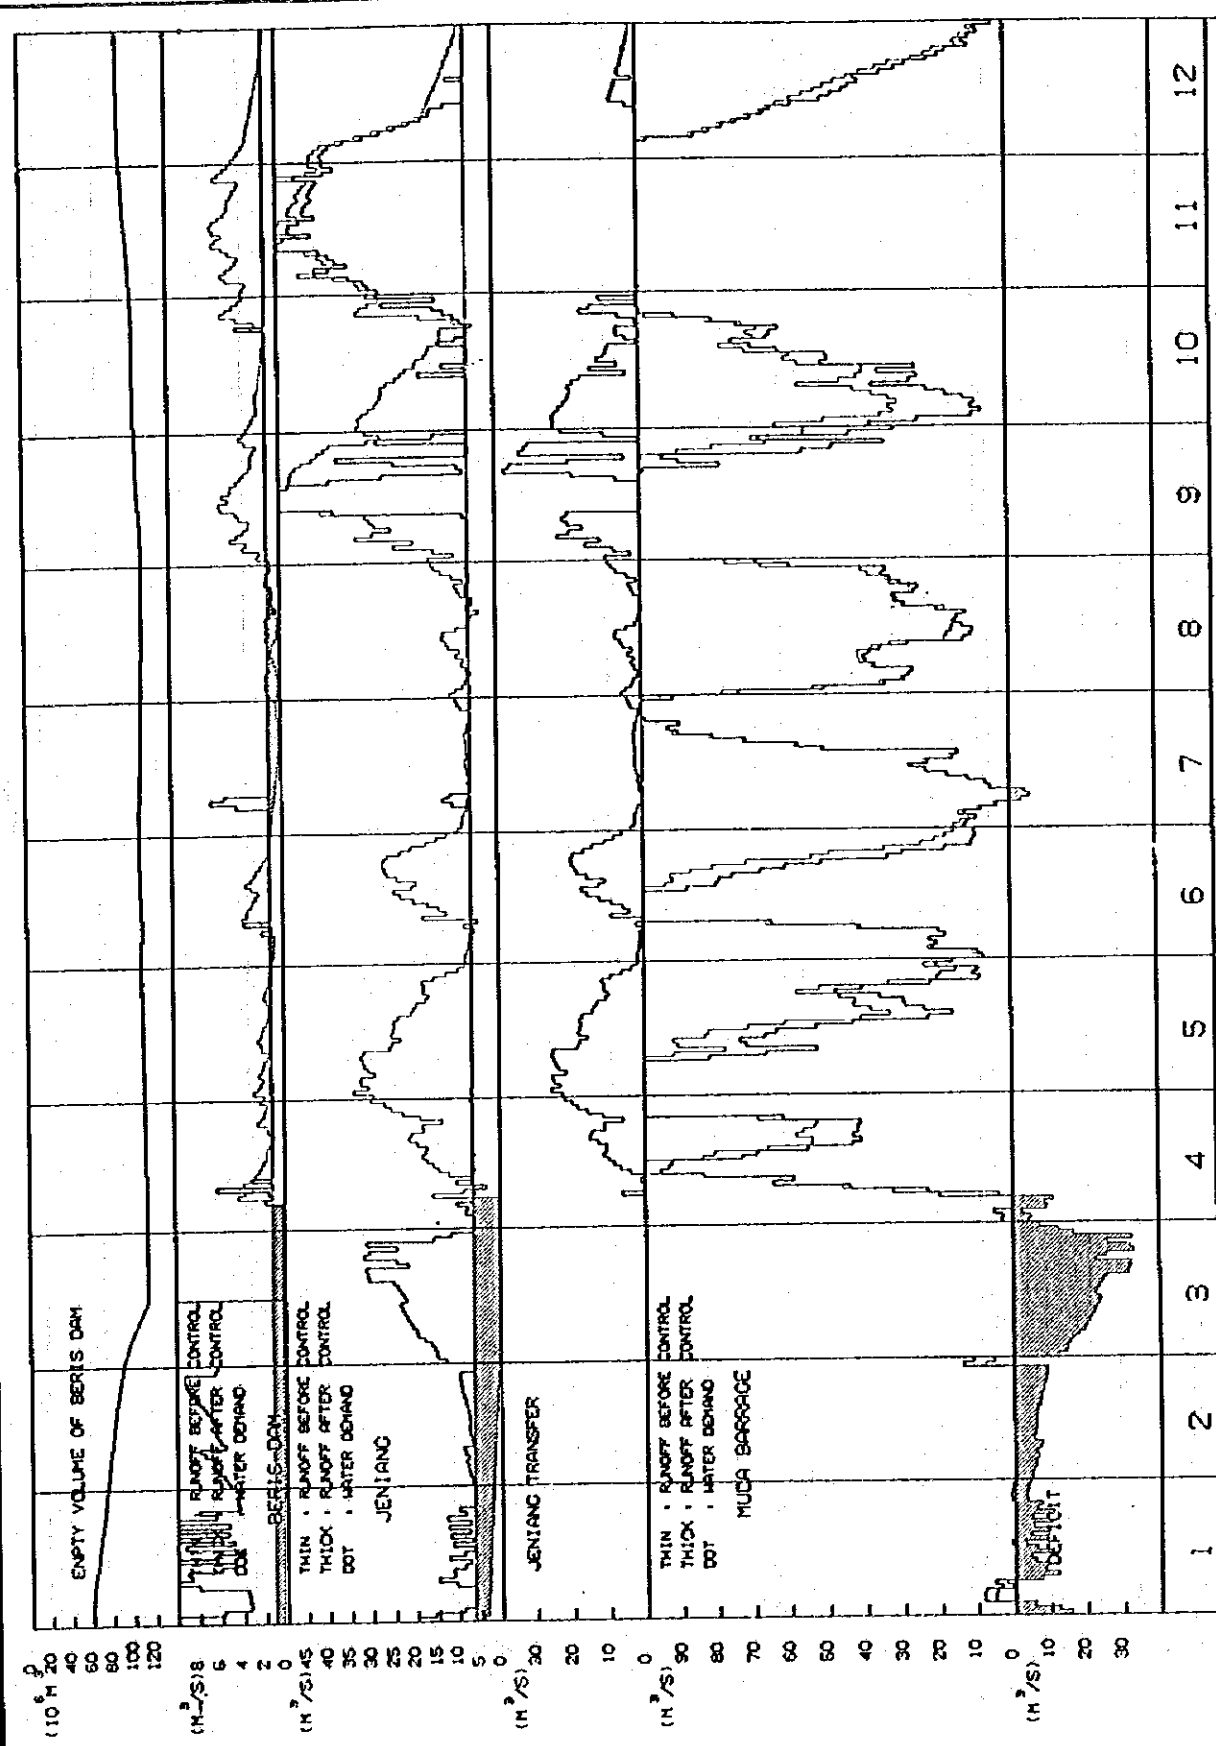 EMPTY VOLUME OF BERIS DAM
(10⁶ M³)
0
20
40
60
80
100
120
THIN : RUNOFF BEFORE CONTROL
THICK : RUNOFF AFTER CONTROL
DOT : WATER DEMAND
BERIS-DAM
(M³/S)
8
6
4
2
0
THIN : RUNOFF BEFORE CONTROL
THICK : RUNOFF AFTER CONTROL
DOT : WATER DEMAND
JENIANG
(M³/S)
45
40
35
30
25
20
15
10
5
0
JENIANG TRANSFER
(M³/S)
30
20
10
0
THIN : RUNOFF BEFORE CONTROL
THICK : RUNOFF AFTER CONTROL
DOT : WATER DEMAND
MUDA BARRAGE
(M³/S)
90
80
70
60
50
40
30
20
10
0
DEFICIT
(M³/S)
10
30
1 2 3 4 5 6 7 8 9 10 11 12